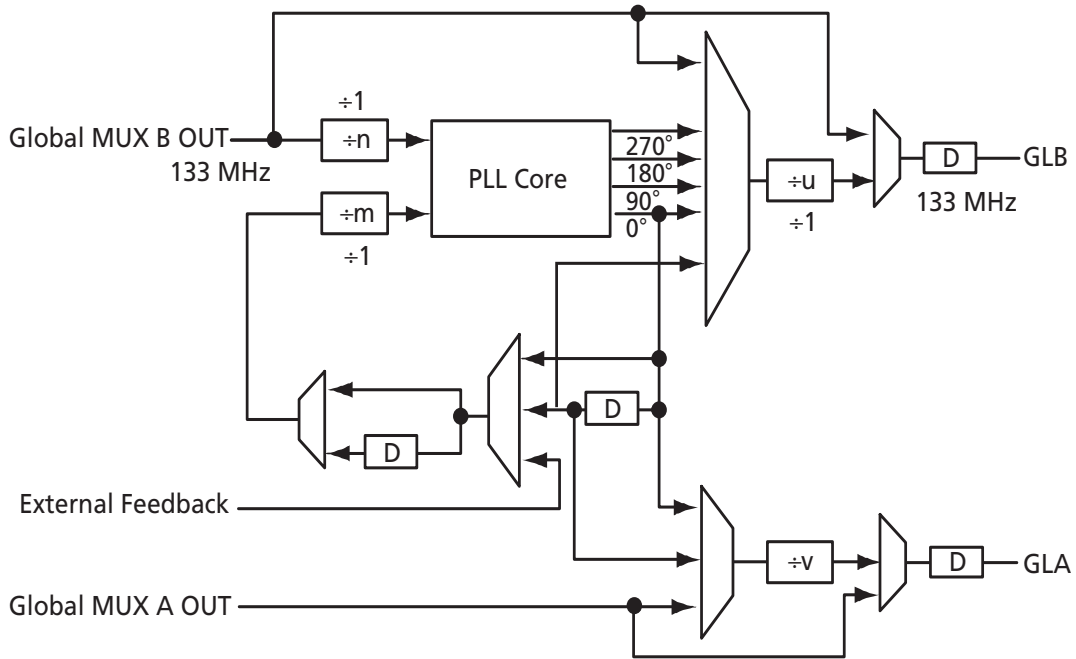 ÷1
Global MUX B OUT
÷n
133 MHz
PLL Core
270°
180°
90°
0°
÷u
÷1
D
GLB
133 MHz
÷m
÷1
D
D
External Feedback
÷v
D
GLA
Global MUX A OUT